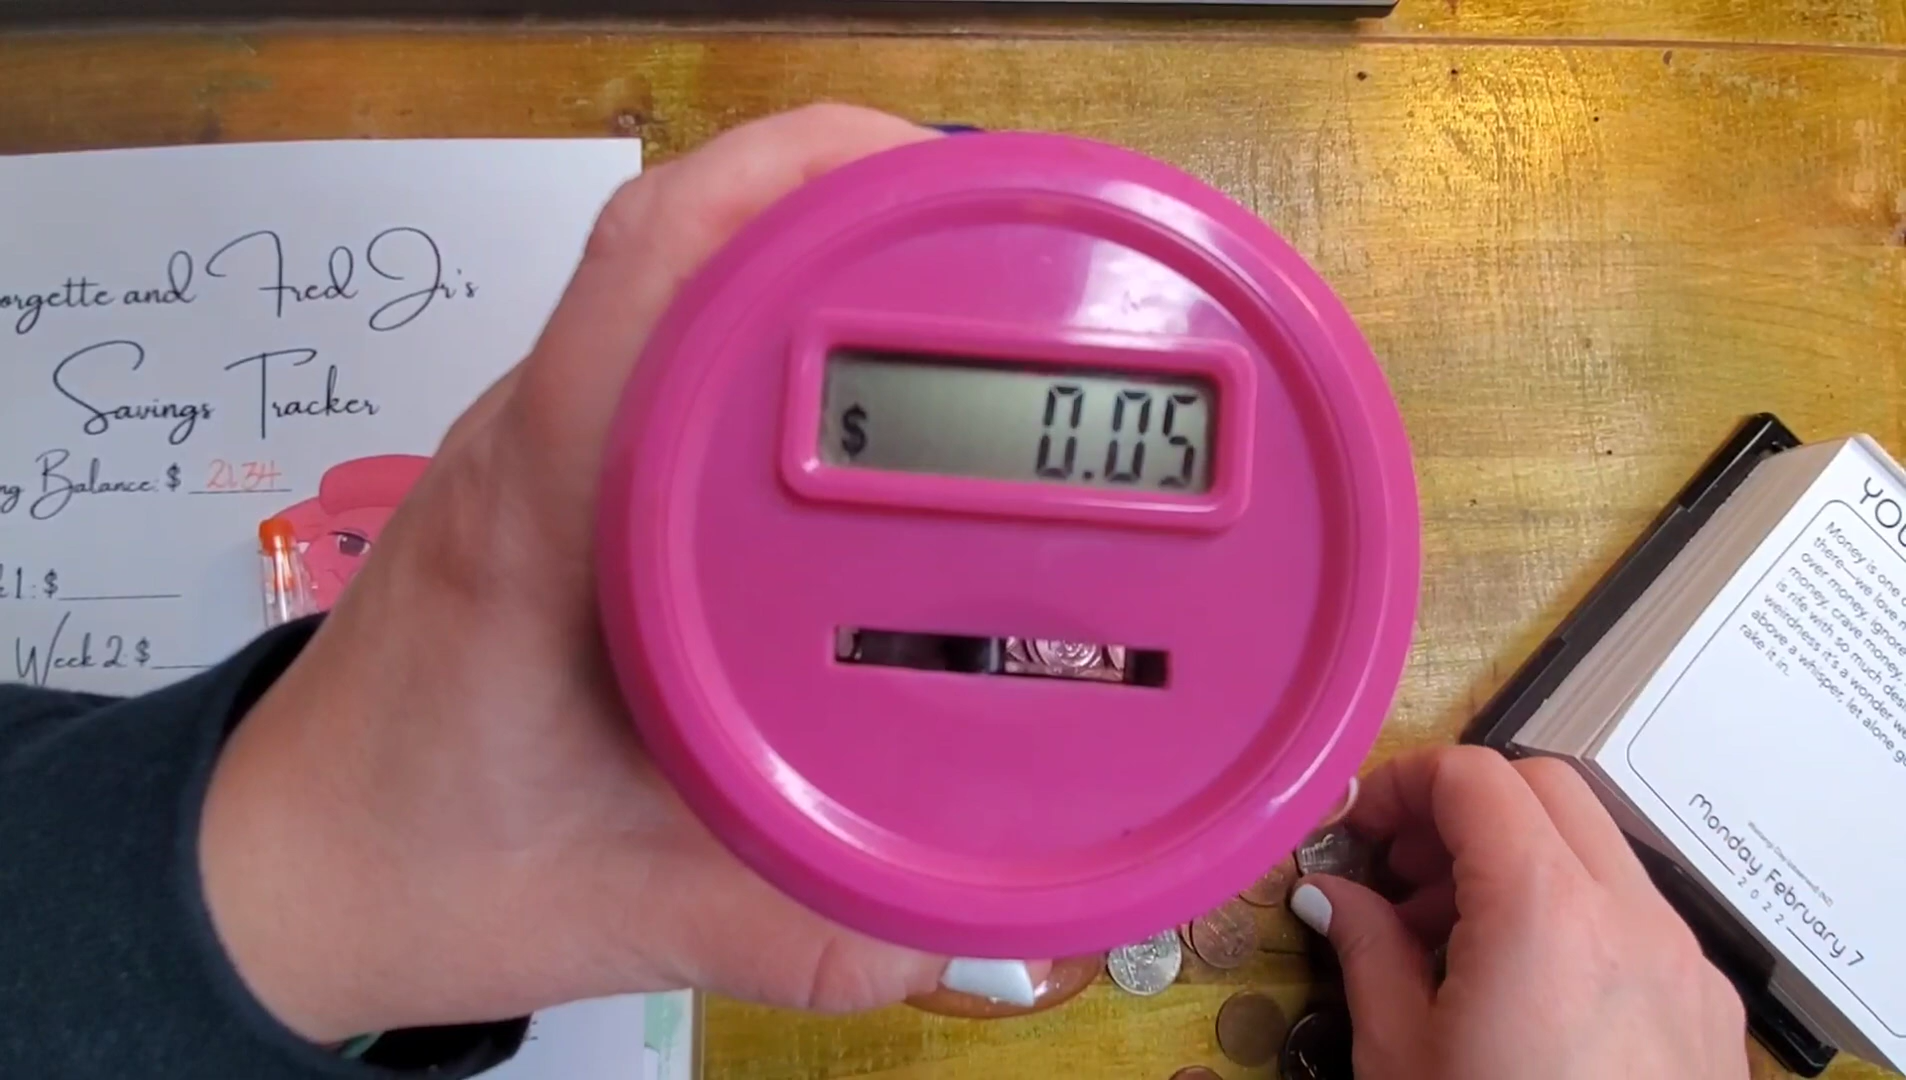 orgette and Fred Jr's
Savings Tracker
ng Balance: $ 21.34
k 1: $
Week 2 $
$ 0.05
YOU
Money is one
there—we love
over money, ignore
money, crave money.
is rife with so much
weirdness it's a wonder we
above a whisper, let alone
rake it in.
Monday February 7
2022